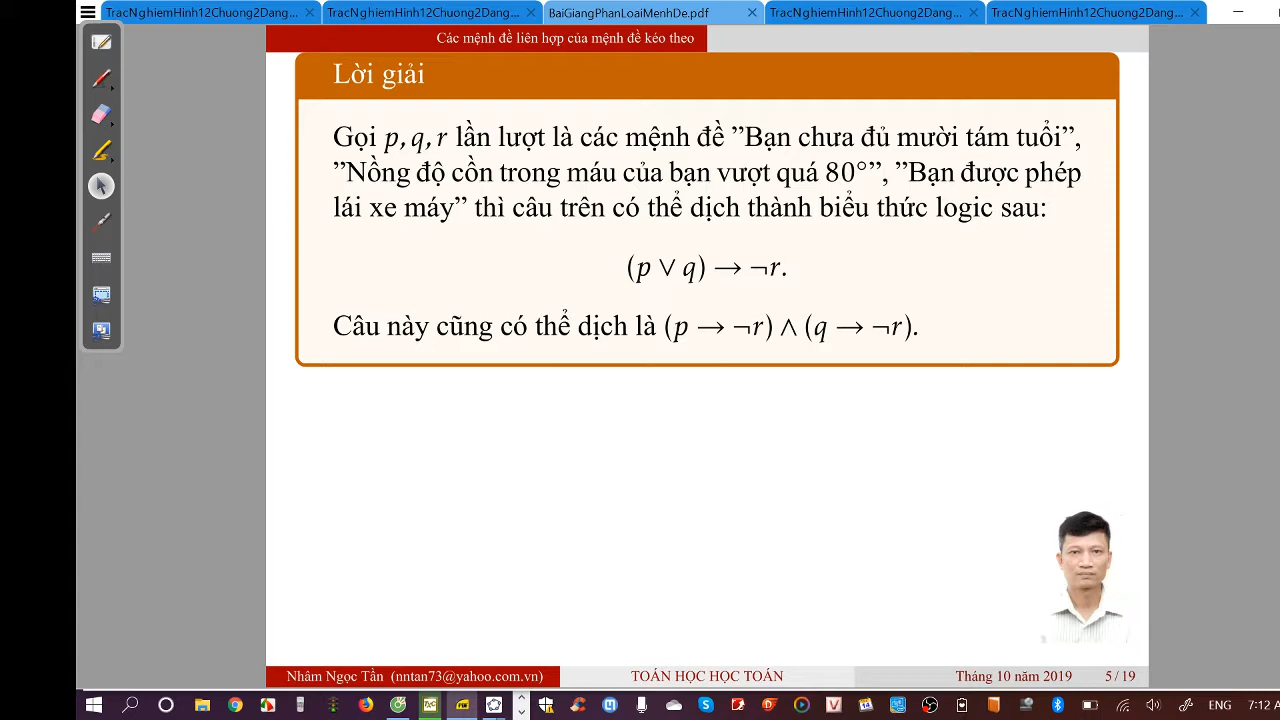 TracNghiemHinh12Chuong2Dang... TracNghiemHinh12Chuong2Dang... BaiGiangPhanLoaiMenhDe.pdf TracNghiemHinh12Chuong2Dang... TracNghiemHinh12Chuong2Dang...
Các mệnh đề liên hợp của mệnh đề kéo theo
Lời giải
Gọi p, q, r lần lượt là các mệnh đề ”Bạn chưa đủ mười tám tuổi”,
”Nồng độ cồn trong máu của bạn vượt quá 80°”, ”Bạn được phép
lái xe máy” thì câu trên có thể dịch thành biểu thức logic sau:
(p ∨ q) → ¬r.
Câu này cũng có thể dịch là (p → ¬r) ∧ (q → ¬r).
Nhâm Ngọc Tần (nntan73@yahoo.com.vn) TOÁN HỌC HỌC TOÁN Tháng 10 năm 2019 5 / 19
ENG 7:12 A